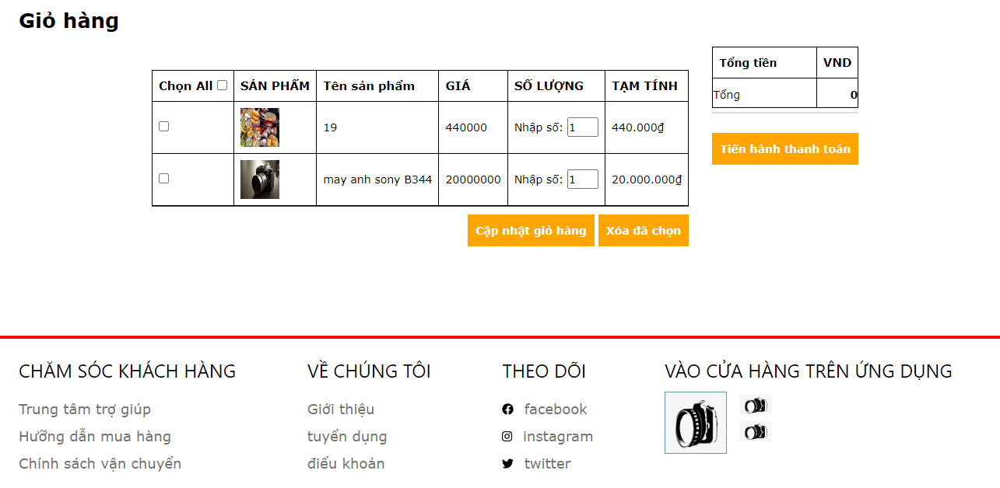 Giỏ hàng
Tổng tiền VND
Tổng 0
Tiến hành thanh toán
Chọn All SẢN PHẨM Tên sản phẩm GIÁ SỐ LƯỢNG TẠM TÍNH
19 440000 Nhập số: 1 440.000₫
may anh sony B344 20000000 Nhập số: 1 20.000.000₫
Cập nhật giỏ hàng Xóa đã chọn
CHĂM SÓC KHÁCH HÀNG
Trung tâm trợ giúp
Hưỡng dẫn mua hàng
Chính sách vận chuyển
VỀ CHÚNG TÔI
Giới thiệu
tuyển dụng
điểu khoản
THEO DÕI
facebook
instagram
twitter
VÀO CỬA HÀNG TRÊN ỨNG DỤNG